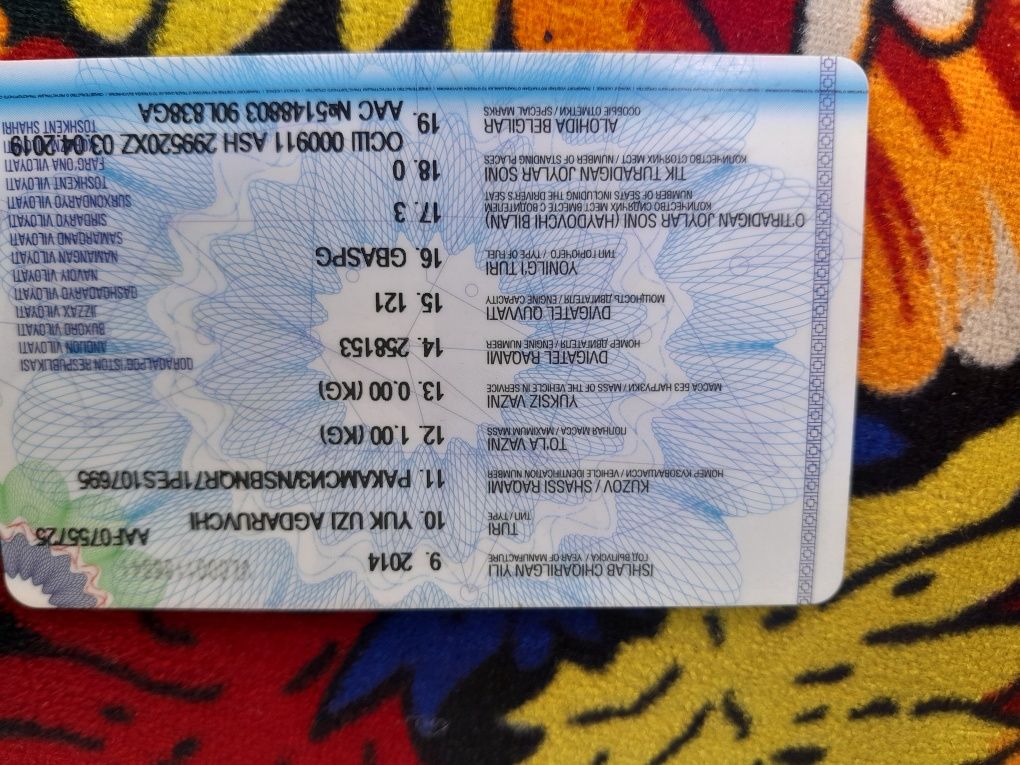 AAF0755725
ISHLAB CHIQARILGAN YILI
ГОД ВЫПУСКА / YEAR OF MANUFACTURE
9. 2014
TURI
ТИП / TYPE
10. YUK UZI AGDARUVCHI
KUZOV / SHASSI RAQAMI
НОМЕР КУЗОВА/ШАССИ / VEHICLE IDENTIFICATION NUMBER
11. РАКАМСИЗ/NSBNQR71PES107695
TO'LA VAZNI
ПОЛНАЯ МАССА / MAXIMUM MASS
12. 1.00 (KG)
YUKSIZ VAZNI
МАССА БЕЗ НАГРУЗКИ / MASS OF THE VEHICLE IN SERVICE
13. 0.00 (KG)
DVIGATEL RAQAMI
НОМЕР ДВИГАТЕЛЯ / ENGINE NUMBER
14. 258153
DVIGATEL QUVVATI
МОЩНОСТЬ ДВИГАТЕЛЯ / ENGINE CAPACITY
15. 121
YONILG'I TURI
ТИП ГОРЮЧЕГО / TYPE OF FUEL
16. GBASPG
O'TIRADIGAN JOYLAR SONI (HAYDOVCHI BILAN)
КОЛИЧЕСТВО СИДЯЧИХ МЕСТ ВМЕСТЕ С ВОДИТЕЛЕМ
NUMBER OF SEATS INCLUDING THE DRIVER'S SEAT
17. 3
TIK TURADIGAN JOYLAR SONI
КОЛИЧЕСТВО СТОЯЧИХ МЕСТ / NUMBER OF STANDING PLACES
18. 0
ALOHIDA BELGILAR
ОСОБЫЕ ОТМЕТКИ / SPECIAL MARKS
19. ОСШ 000911 ASH 299520XZ 03.04.2019
AAC №5148803 90L838GA
QORAQALPOG'ISTON RESPUBLIKASI
ANDIJON VILOYATI
BUXORO VILOYATI
JIZZAX VILOYATI
QASHQADARYO VILOYATI
NAVOIY VILOYATI
NAMANGAN VILOYATI
SAMARQAND VILOYATI
SIRDARYO VILOYATI
SURXONDARYO VILOYATI
TOSHKENT VILOYATI
FARG'ONA VILOYATI
TOSHKENT SHAHRI